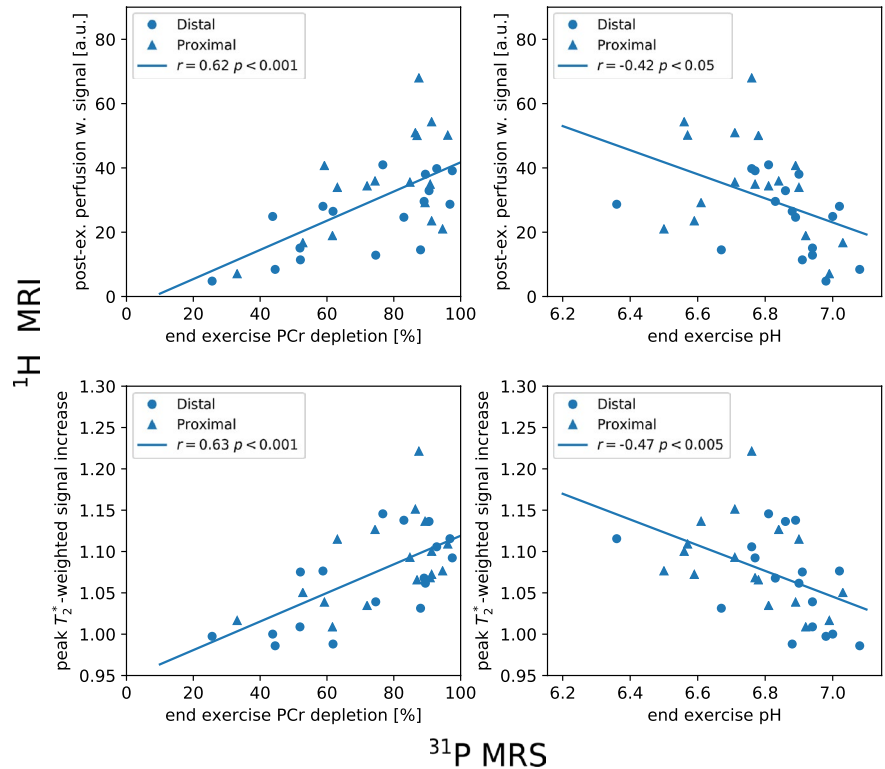 Distal
Proximal
r = 0.62 p < 0.001
80
60
40
20
0
post-ex. perfusion w. signal [a.u.]
0 20 40 60 80 100
end exercise PCr depletion [%]
Distal
Proximal
r = -0.42 p < 0.05
80
60
40
20
0
post-ex. perfusion w. signal [a.u.]
6.2 6.4 6.6 6.8 7.0
end exercise pH
¹H MRI
Distal
Proximal
r = 0.63 p < 0.001
1.30
1.25
1.20
1.15
1.10
1.05
1.00
0.95
peak T₂*-weighted signal increase
0 20 40 60 80 100
end exercise PCr depletion [%]
Distal
Proximal
r = -0.47 p < 0.005
1.30
1.25
1.20
1.15
1.10
1.05
1.00
0.95
peak T₂*-weighted signal increase
6.2 6.4 6.6 6.8 7.0
end exercise pH
³¹P MRS